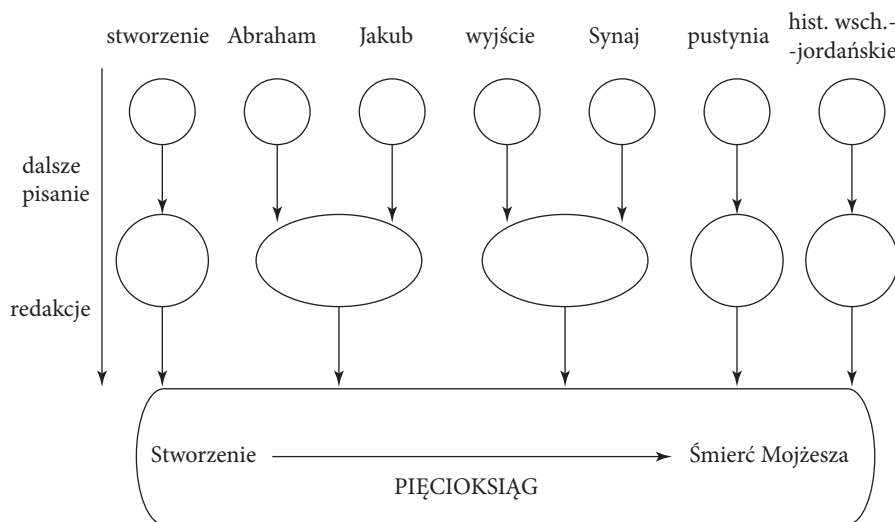 stworzenie Abraham Jakub wyjście Synaj pustynia hist. wsch.-
-jordańskie
dalsze
pisanie
redakcje
Stworzenie Śmierć Mojżesza
PIĘCIOKSIĄG